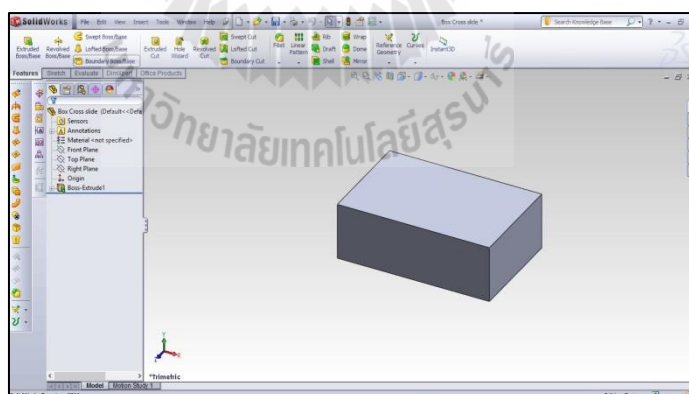 SolidWorks File Edit View Insert Tools Window Help Box Cross slide * Search Knowledge Base
Extruded Boss/Base Revolved Boss/Base Swept Boss/Base Lofted Boss/Base Boundary Boss/Base Extruded Cut Hole Wizard Revolved Cut Swept Cut Lofted Cut Boundary Cut Fillet Linear Pattern Rib Draft Shell Wrap Dome Mirror Reference Geometry Curves Instant3D
Features Sketch Evaluate DimXpert Office Products
Box Cross slide (Default<<Defa
Sensors
Annotations
Material <not specified>
Front Plane
Top Plane
Right Plane
Origin
Boss-Extrude1
าวิทยาลัยเทคโนโลยีสุรน
Y
*Trimetric
Model Motion Study 1